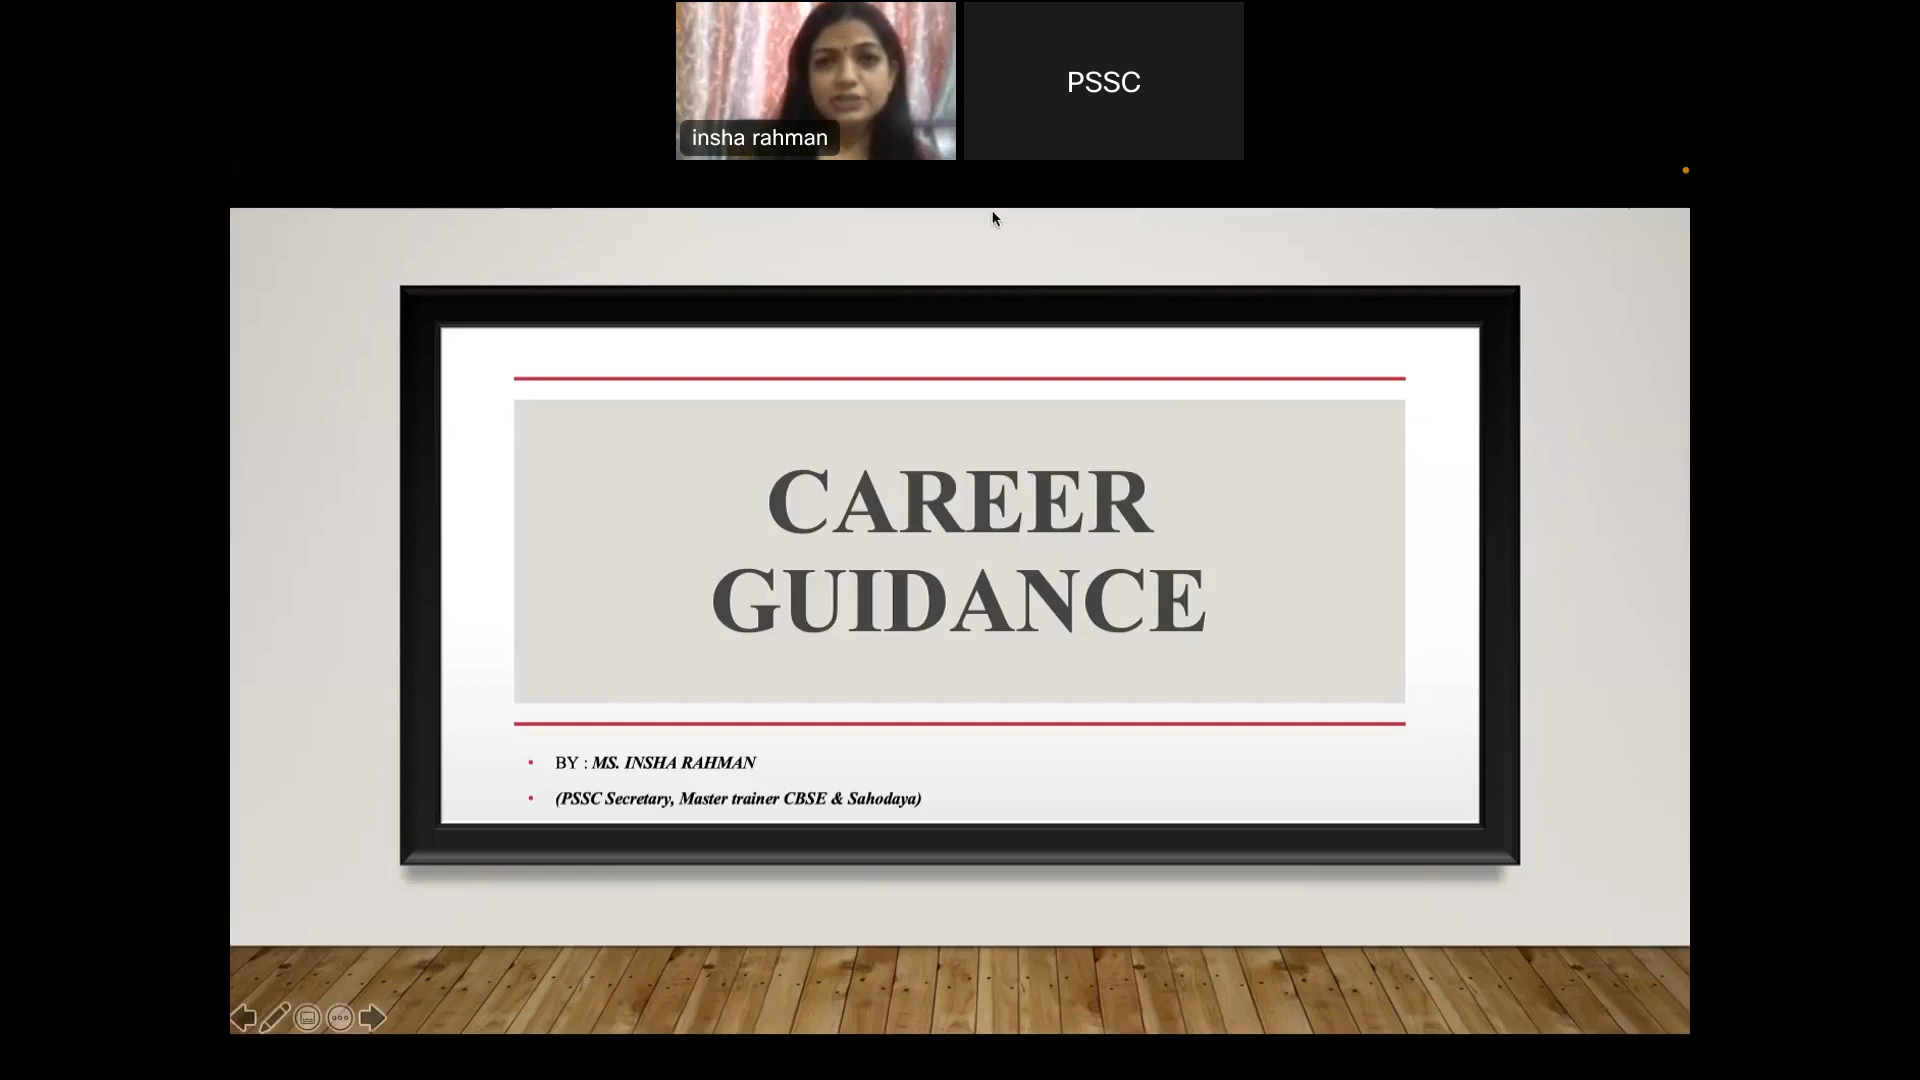 insha rahman
PSSC
CAREER
GUIDANCE
• BY : MS. INSHA RAHMAN
• (PSSC Secretary, Master trainer CBSE & Sahodaya)